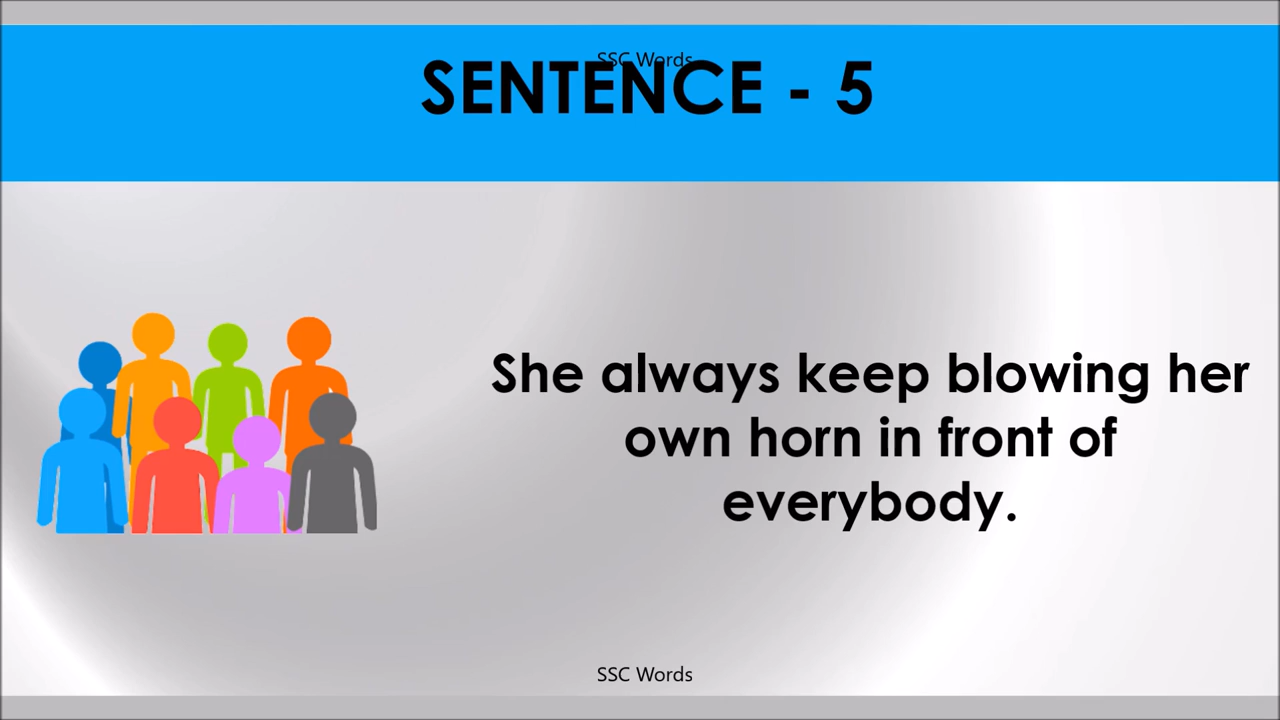 SSC Words
SENTENCE - 5
She always keep blowing her
own horn in front of
everybody.
SSC Words